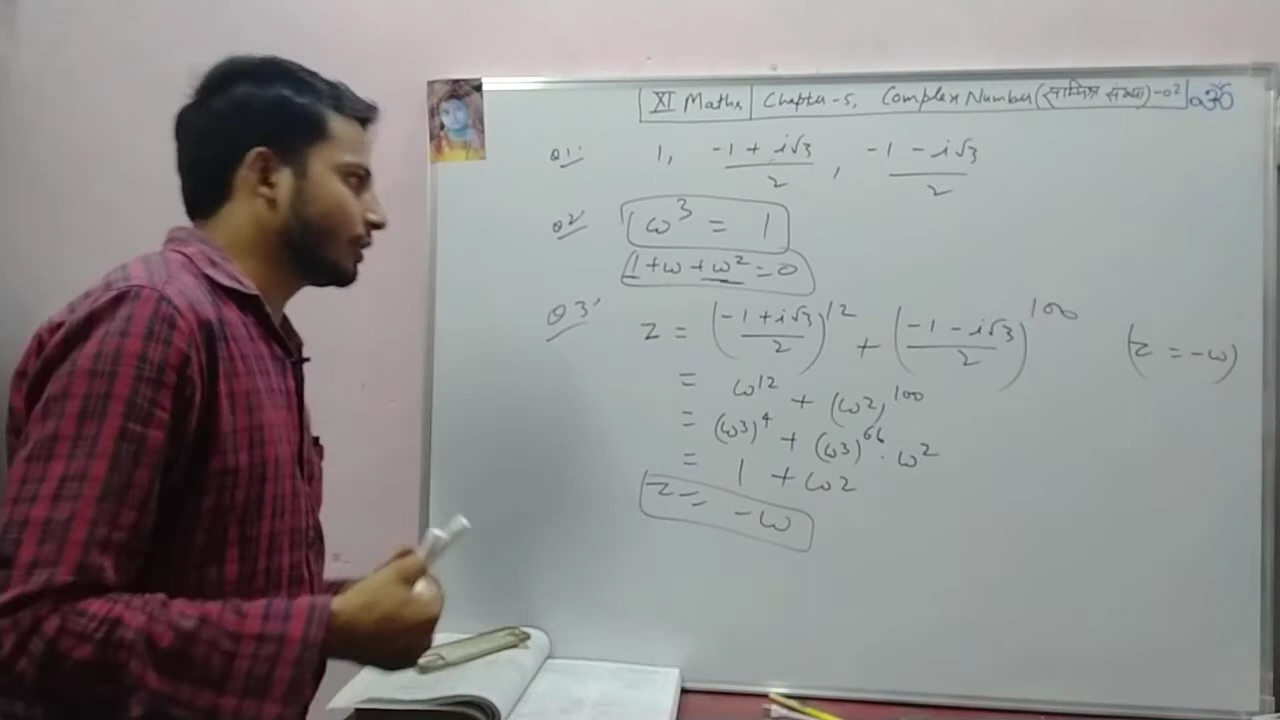 XI Maths | Chapter-5, Complex Number (सम्मिश्र संख्या)-02
Q1. 1, (-1 + i√3)/2, (-1 - i√3)/2
Q2 ω³ = 1
1+ω+ω² = 0
Q3. z = ((-1 + i√3)/2)¹² + ((-1 - i√3)/2)¹⁰⁰ (z = -ω)
= ω¹² + (ω²)¹⁰⁰
= (ω³)⁴ + (ω³)⁶⁶ · ω²
= 1 + ω²
z = -ω